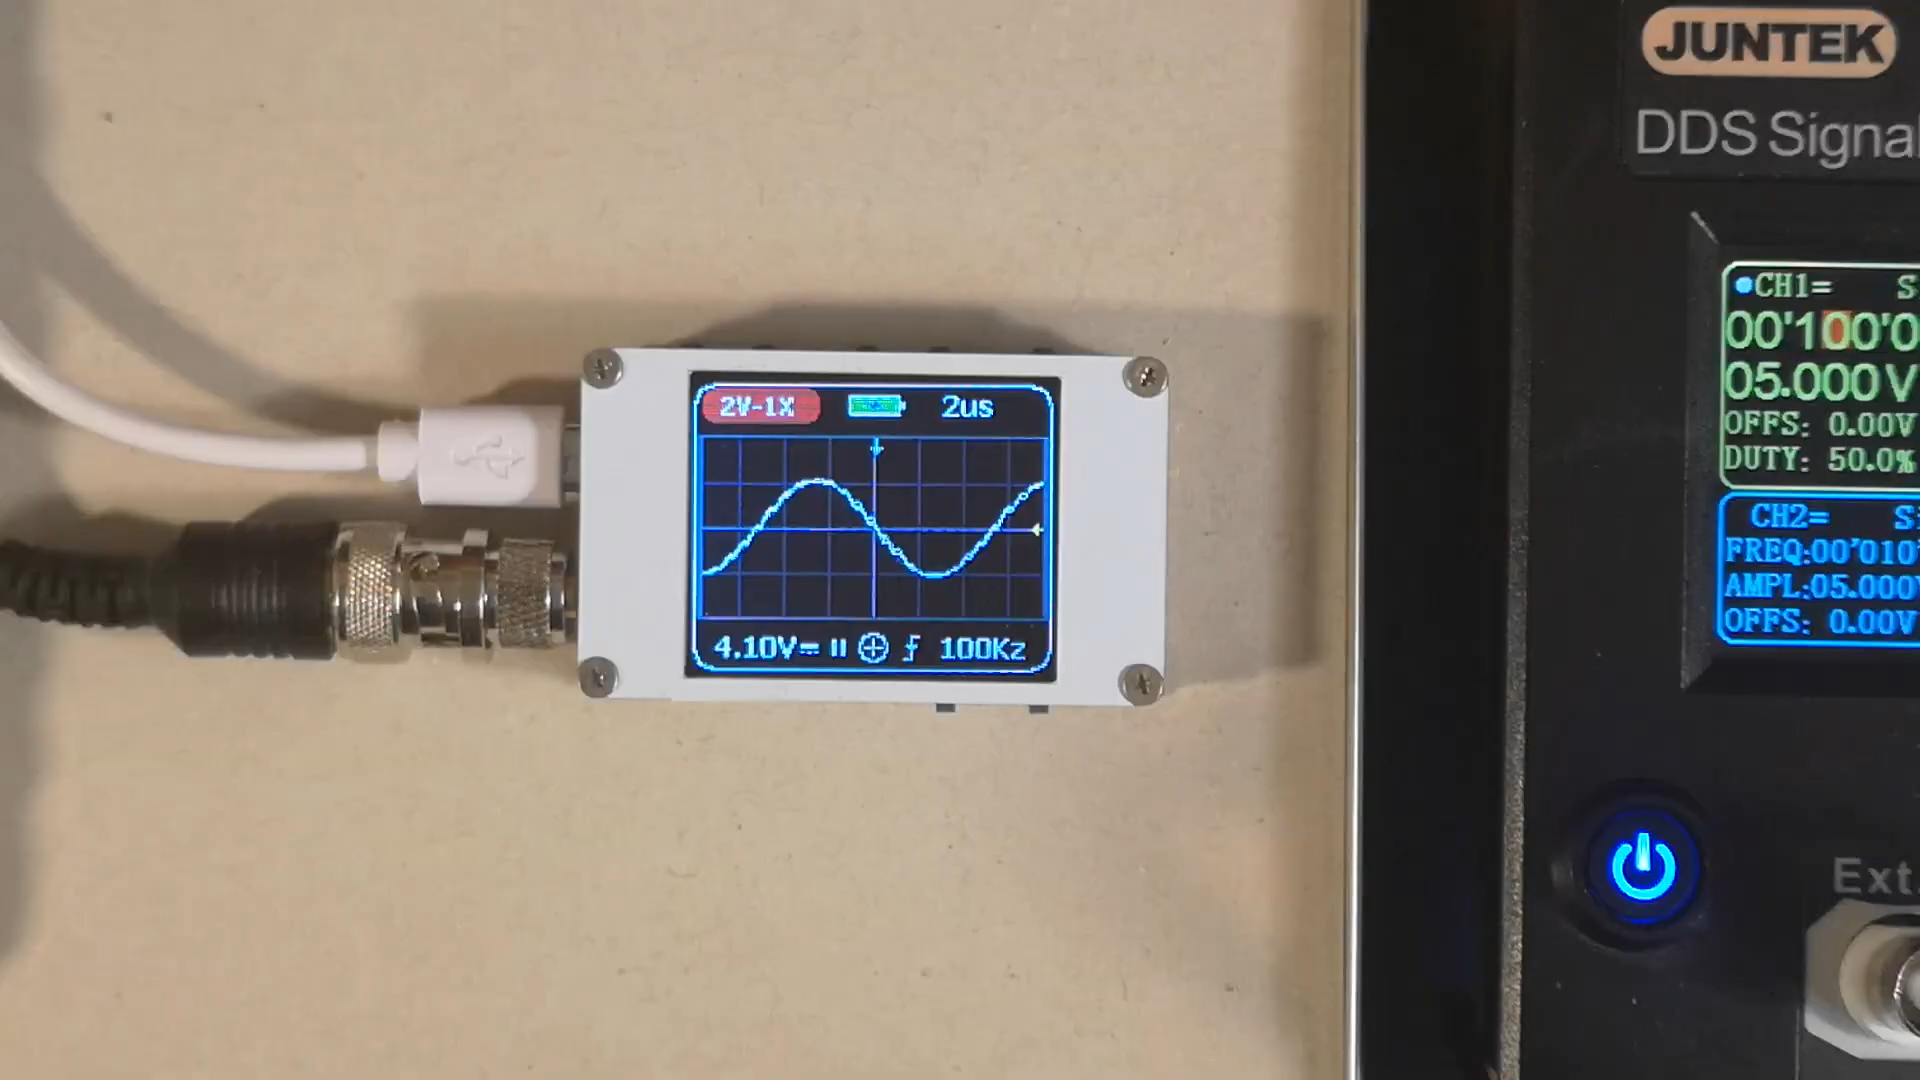 2V-1X 2us
4.10V= 100Kz
JUNTEK
DDS Signal
CH1= S
00'100'0
05.000V
OFFS: 0.00V
DUTY: 50.0%
CH2= S
FREQ:00'010'
AMPL:05.000V
OFFS: 0.00V
Ext.